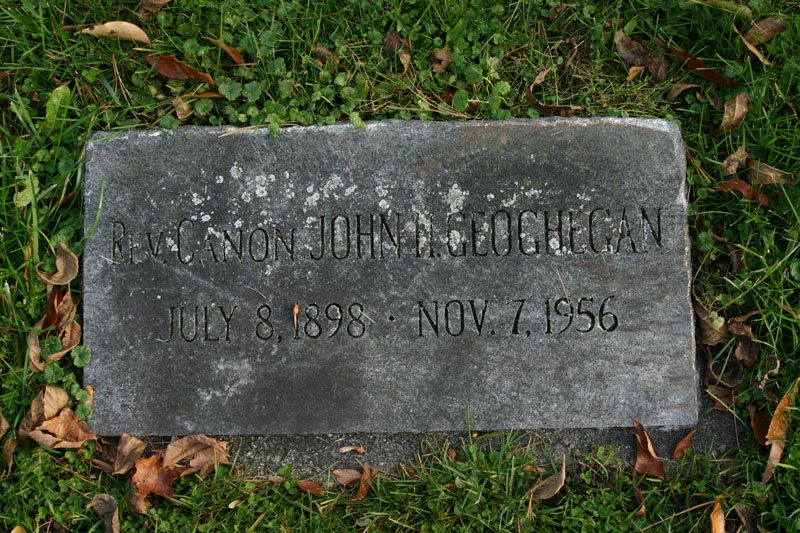 REV. CANON JOHN H. GEOGHEGAN
JULY 8, 1898 · NOV. 7, 1956